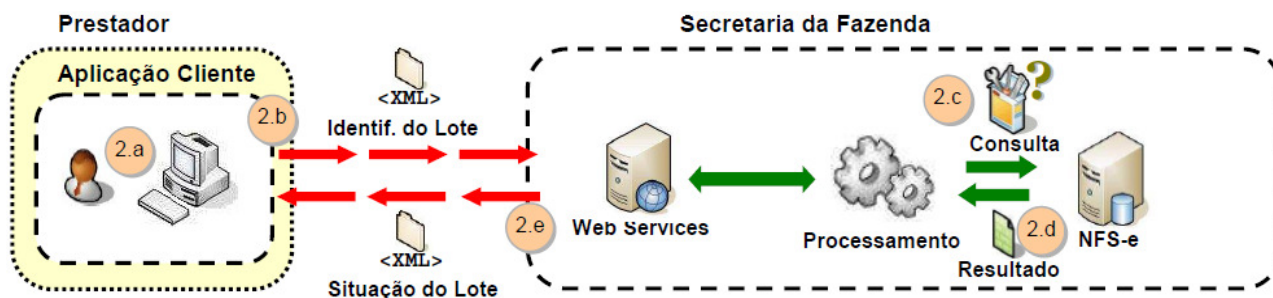 Prestador
Secretaria da Fazenda
Aplicação Cliente
<XML>
Identif. do Lote
2.a
2.b
2.c
Consulta
Web Services
Processamento
2.d
NFS-e
Resultado
2.e
<XML>
Situação do Lote